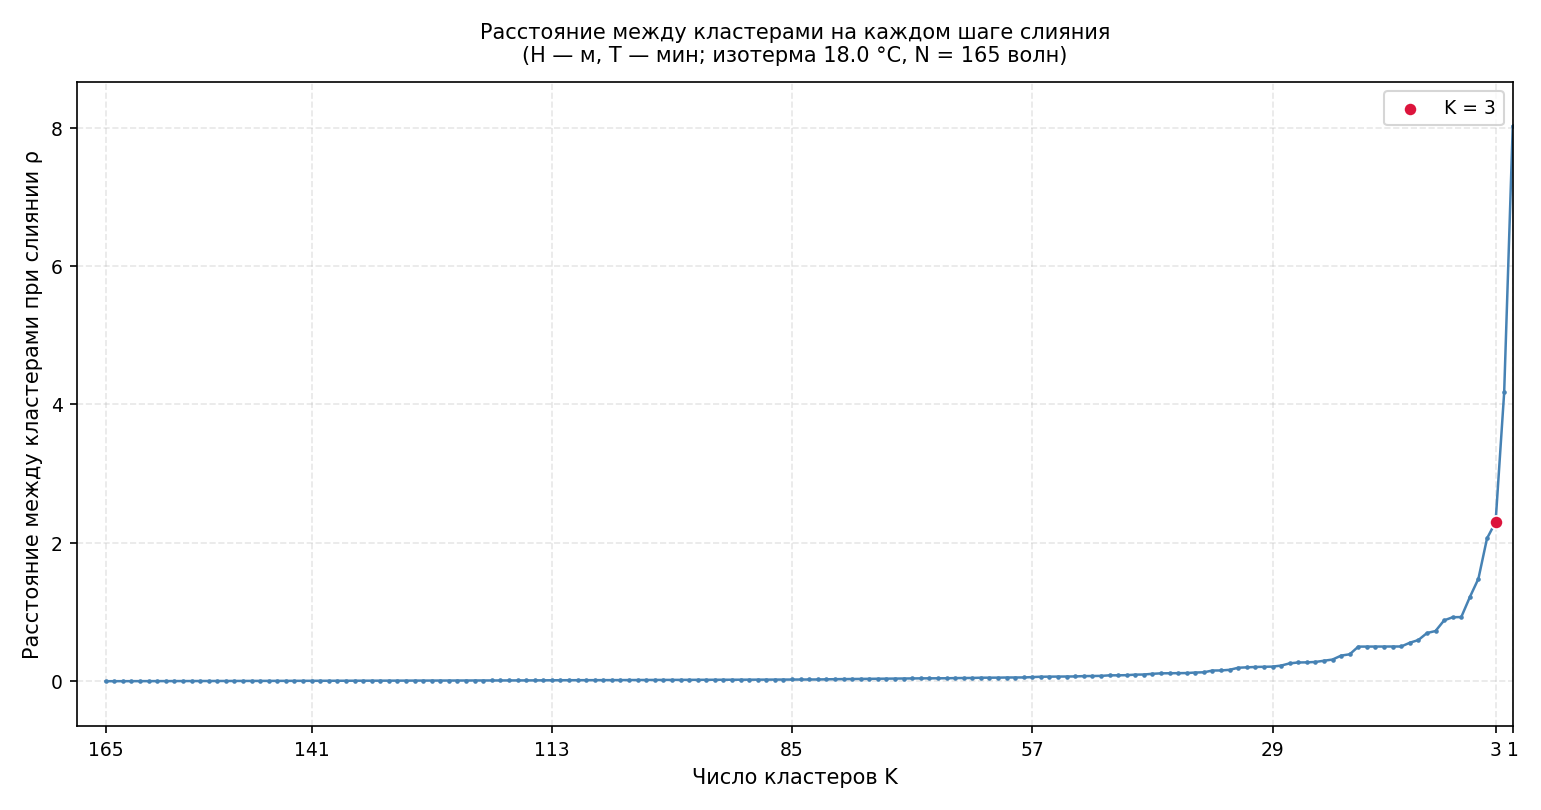 Расстояние между кластерами на каждом шаге слияния
(H — м, T — мин; изотерма 18.0 °C, N = 165 волн)
K = 3
Расстояние между кластерами при слиянии ρ
8
6
4
2
0
165 141 113 85 57 29 3 1
Число кластеров K